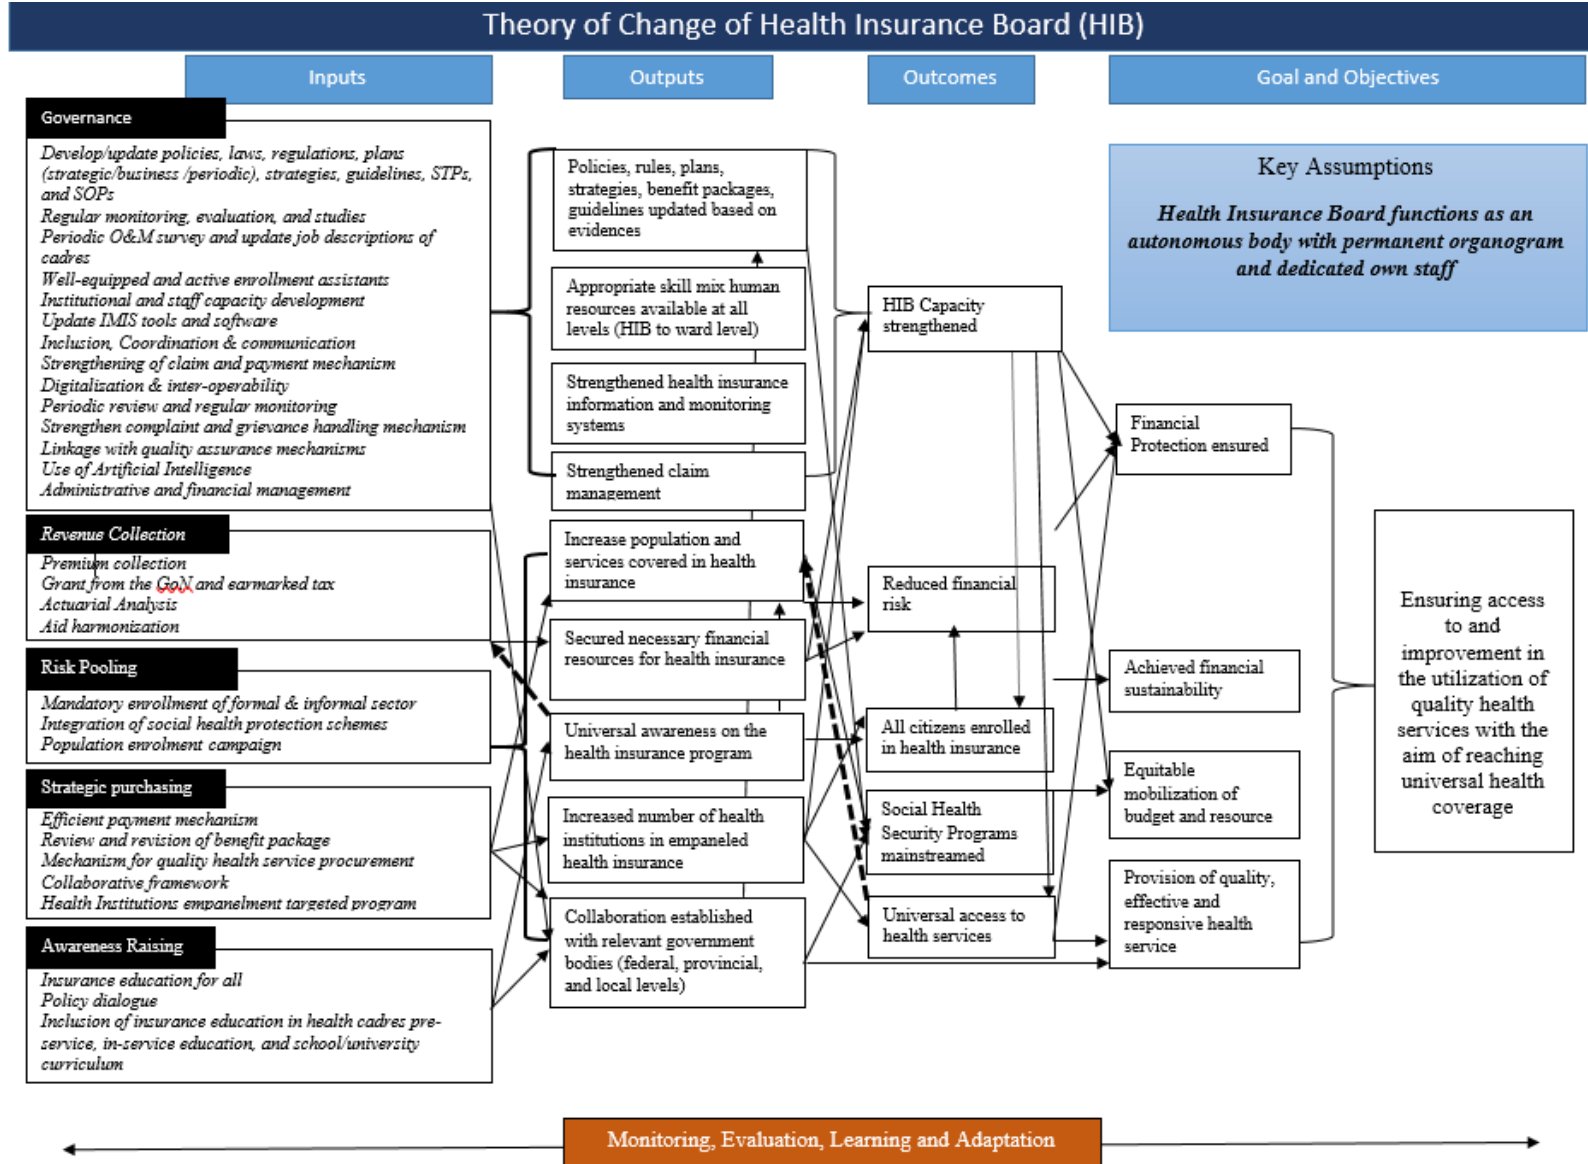 Theory of Change of Health Insurance Board (HIB)
Inputs
Outputs
Outcomes
Goal and Objectives
Governance
Develop/update policies, laws, regulations, plans
(strategic/business /periodic), strategies, guidelines, STPs,
and SOPs
Regular monitoring, evaluation, and studies
Periodic O&M survey and update job descriptions of
cadres
Well-equipped and active enrollment assistants
Institutional and staff capacity development
Update IMIS tools and software
Inclusion, Coordination & communication
Strengthening of claim and payment mechanism
Digitalization & inter-operability
Periodic review and regular monitoring
Strengthen complaint and grievance handling mechanism
Linkage with quality assurance mechanisms
Use of Artificial Intelligence
Administrative and financial management
Revenue Collection
Premium collection
Grant from the GoN and earmarked tax
Actuarial Analysis
Aid harmonization
Risk Pooling
Mandatory enrollment of formal & informal sector
Integration of social health protection schemes
Population enrolment campaign
Strategic purchasing
Efficient payment mechanism
Review and revision of benefit package
Mechanism for quality health service procurement
Collaborative framework
Health Institutions empanelment targeted program
Awareness Raising
Insurance education for all
Policy dialogue
Inclusion of insurance education in health cadres pre-
service, in-service education, and school/university
curriculum
Policies, rules, plans,
strategies, benefit packages,
guidelines updated based on
evidences
Appropriate skill mix human
resources available at all
levels (HIB to ward level)
Strengthened health insurance
information and monitoring
systems
Strengthened claim
management
Increase population and
services covered in health
insurance
Secured necessary financial
resources for health insurance
Universal awareness on the
health insurance program
Increased number of health
institutions in empaneled
health insurance
Collaboration established
with relevant government
bodies (federal, provincial,
and local levels)
HIB Capacity
strengthened
Reduced financial
risk
All citizens enrolled
in health insurance
Social Health
Security Programs
mainstreamed
Universal access to
health services
Key Assumptions
Health Insurance Board functions as an
autonomous body with permanent organogram
and dedicated own staff
Financial
Protection ensured
Achieved financial
sustainability
Equitable
mobilization of
budget and resource
Provision of quality,
effective and
responsive health
service
Ensuring access
to and
improvement in
the utilization of
quality health
services with the
aim of reaching
universal health
coverage
Monitoring, Evaluation, Learning and Adaptation